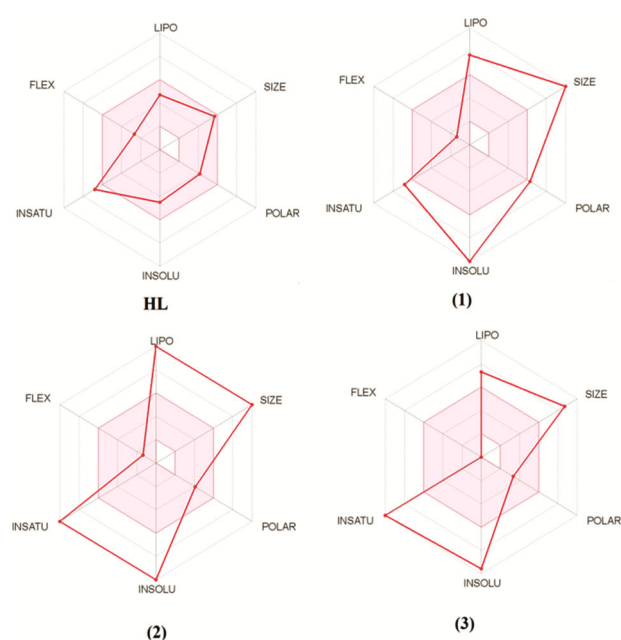 LIPO
FLEX
SIZE
INSATU
POLAR
INSOLU
HL
LIPO
FLEX
SIZE
INSATU
POLAR
INSOLU
(1)
LIPO
FLEX
SIZE
INSATU
POLAR
INSOLU
(2)
LIPO
FLEX
SIZE
INSATU
POLAR
INSOLU
(3)